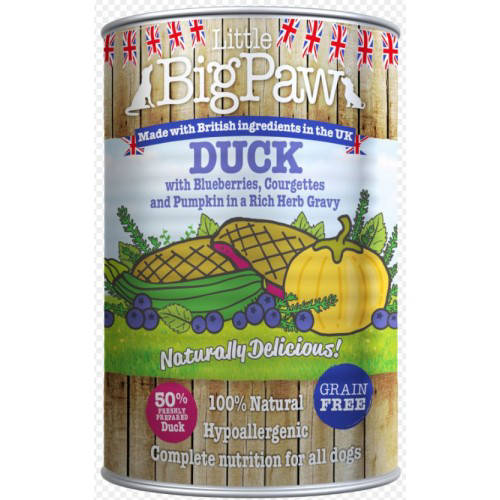 Little
BigPaw
Made with British ingredients in the UK
DUCK
with Blueberries, Courgettes
and Pumpkin in a Rich Herb Gravy
Naturally Delicious!
50%
FRESHLY
PREPARED
Duck
100% Natural
Hypoallergenic
Complete nutrition for all dogs
GRAIN
FREE